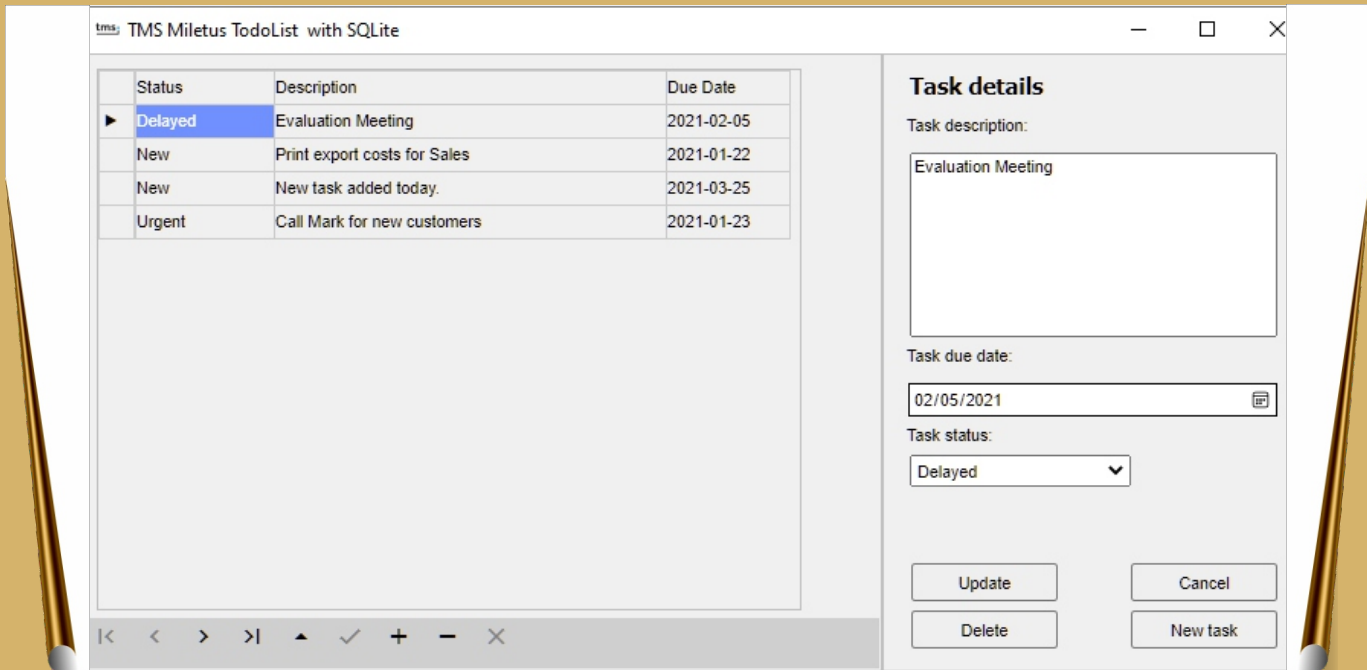 tms; TMS Miletus TodoList with SQLite
Status Description Due Date
Delayed Evaluation Meeting 2021-02-05
New Print export costs for Sales 2021-01-22
New New task added today. 2021-03-25
Urgent Call Mark for new customers 2021-01-23
Task details
Task description:
Evaluation Meeting
Task due date:
02/05/2021
Task status:
Delayed
Update Cancel
Delete New task